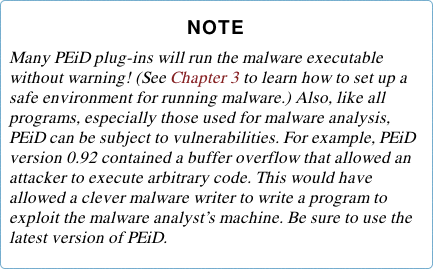 NOTE
Many PEiD plug-ins will run the malware executable
without warning! (See Chapter 3 to learn how to set up a
safe environment for running malware.) Also, like all
programs, especially those used for malware analysis,
PEiD can be subject to vulnerabilities. For example, PEiD
version 0.92 contained a buffer overflow that allowed an
attacker to execute arbitrary code. This would have
allowed a clever malware writer to write a program to
exploit the malware analyst’s machine. Be sure to use the
latest version of PEiD.